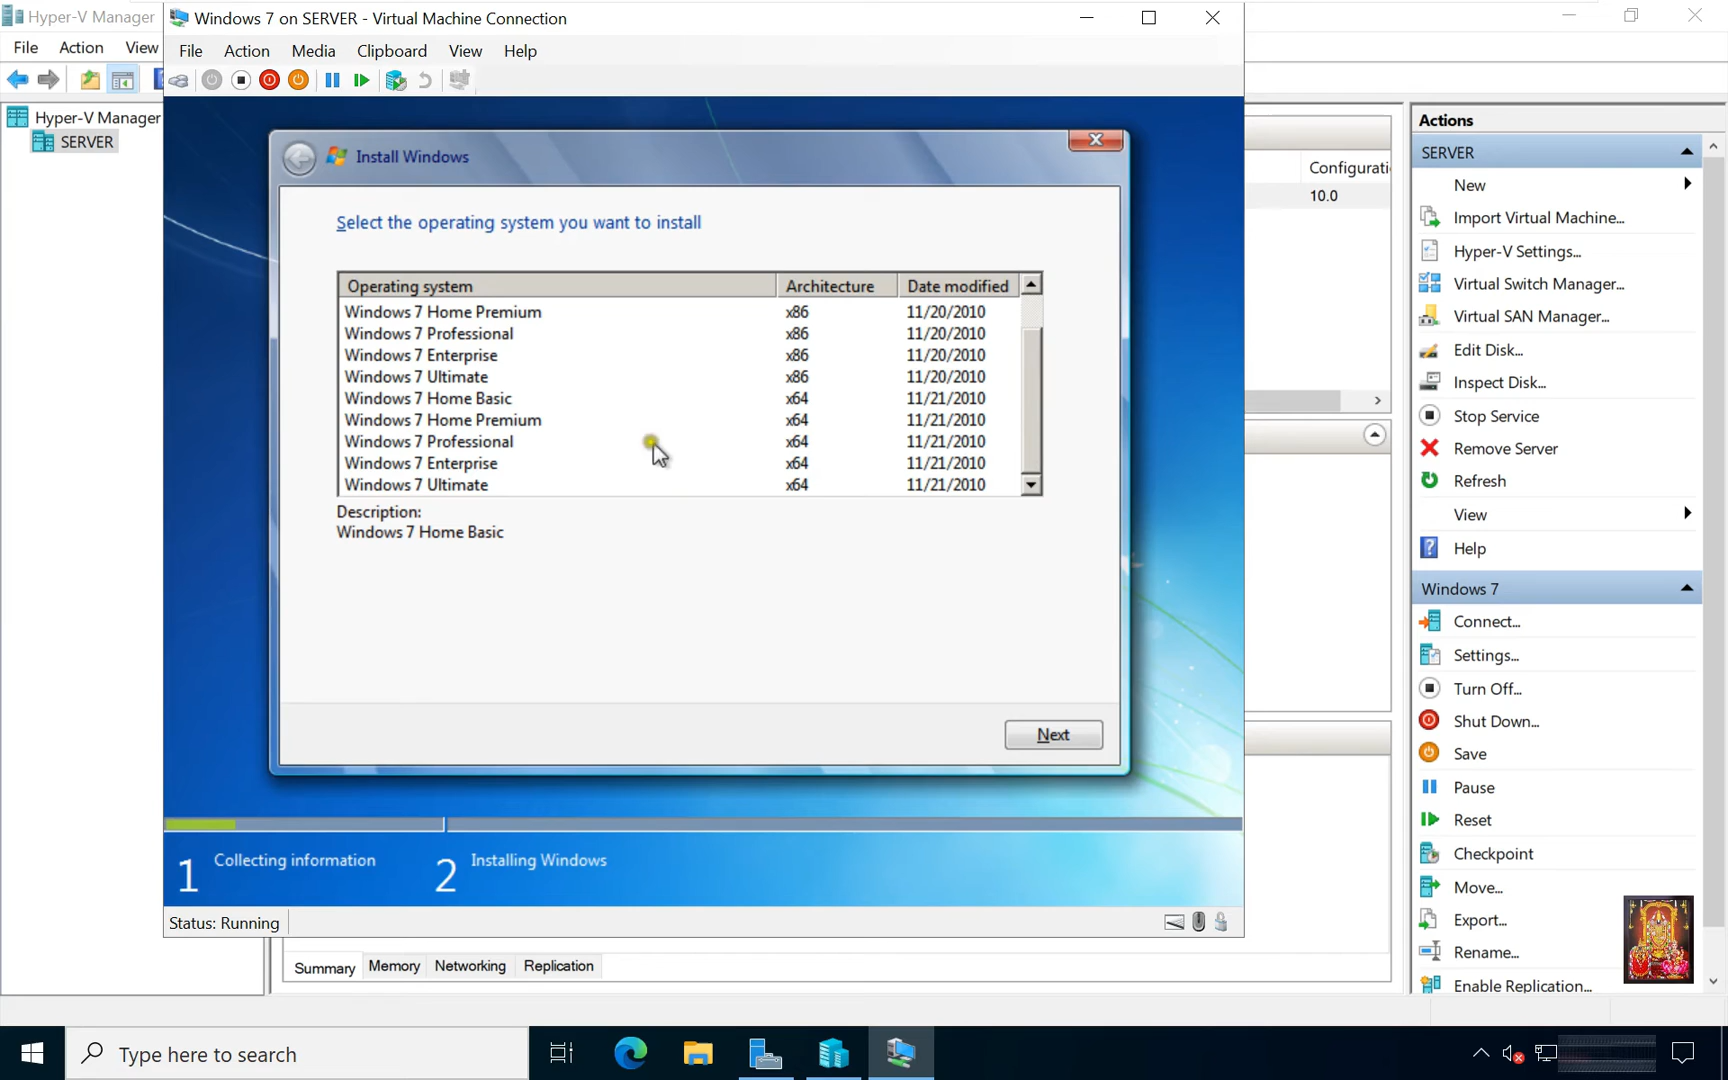 Hyper-V Manager
File Action View
Hyper-V Manager
SERVER
Windows 7 on SERVER - Virtual Machine Connection
File Action Media Clipboard View Help
Install Windows
Select the operating system you want to install
Operating system Architecture Date modified
Windows 7 Home Premium x86 11/20/2010
Windows 7 Professional x86 11/20/2010
Windows 7 Enterprise x86 11/20/2010
Windows 7 Ultimate x86 11/20/2010
Windows 7 Home Basic x64 11/21/2010
Windows 7 Home Premium x64 11/21/2010
Windows 7 Professional x64 11/21/2010
Windows 7 Enterprise x64 11/21/2010
Windows 7 Ultimate x64 11/21/2010
Description:
Windows 7 Home Basic
Next
1 Collecting information 2 Installing Windows
Status: Running
Summary Memory Networking Replication
Configurati
10.0
Actions
SERVER
New
Import Virtual Machine...
Hyper-V Settings...
Virtual Switch Manager...
Virtual SAN Manager...
Edit Disk...
Inspect Disk...
Stop Service
Remove Server
Refresh
View
Help
Windows 7
Connect...
Settings...
Turn Off...
Shut Down...
Save
Pause
Reset
Checkpoint
Move...
Export...
Rename...
Enable Replication...
Type here to search